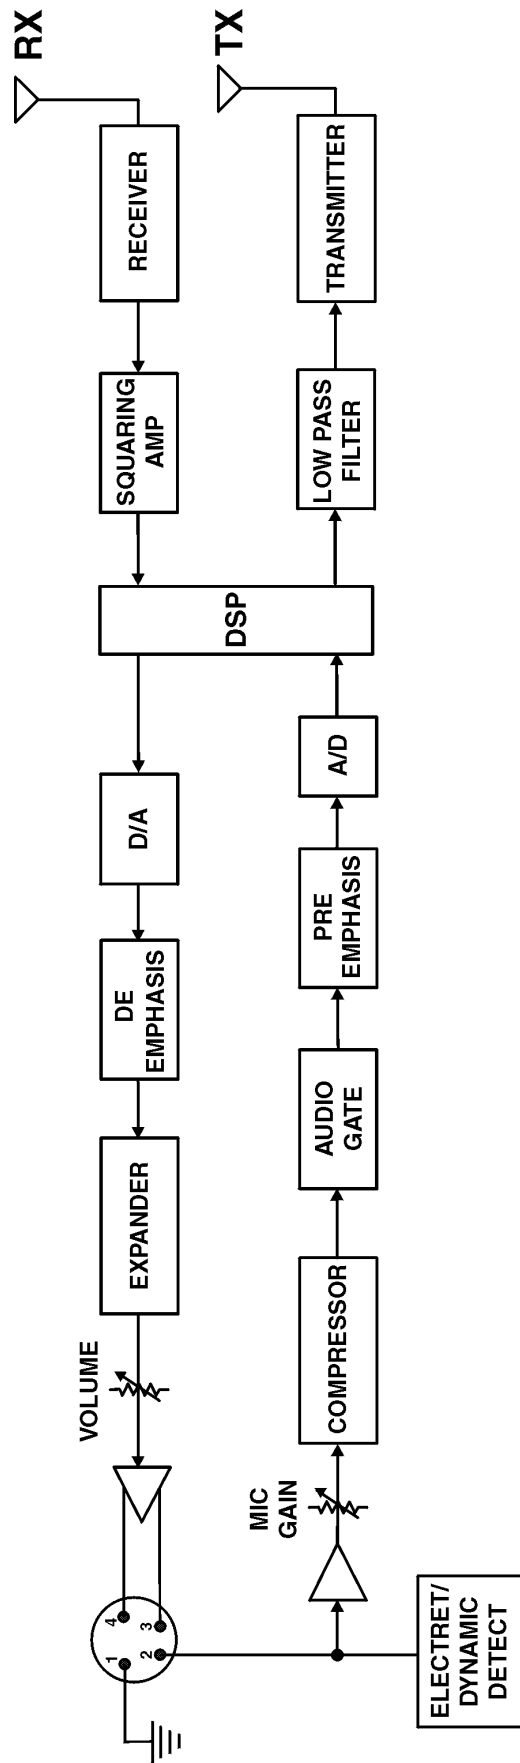 RX
RECEIVER
SQUARING
AMP
DSP
D/A
DE
EMPHASIS
EXPANDER
VOLUME
4
3
2
1
TX
TRANSMITTER
LOW PASS
FILTER
A/D
PRE
EMPHASIS
AUDIO
GATE
COMPRESSOR
MIC
GAIN
ELECTRET/
DYNAMIC
DETECT